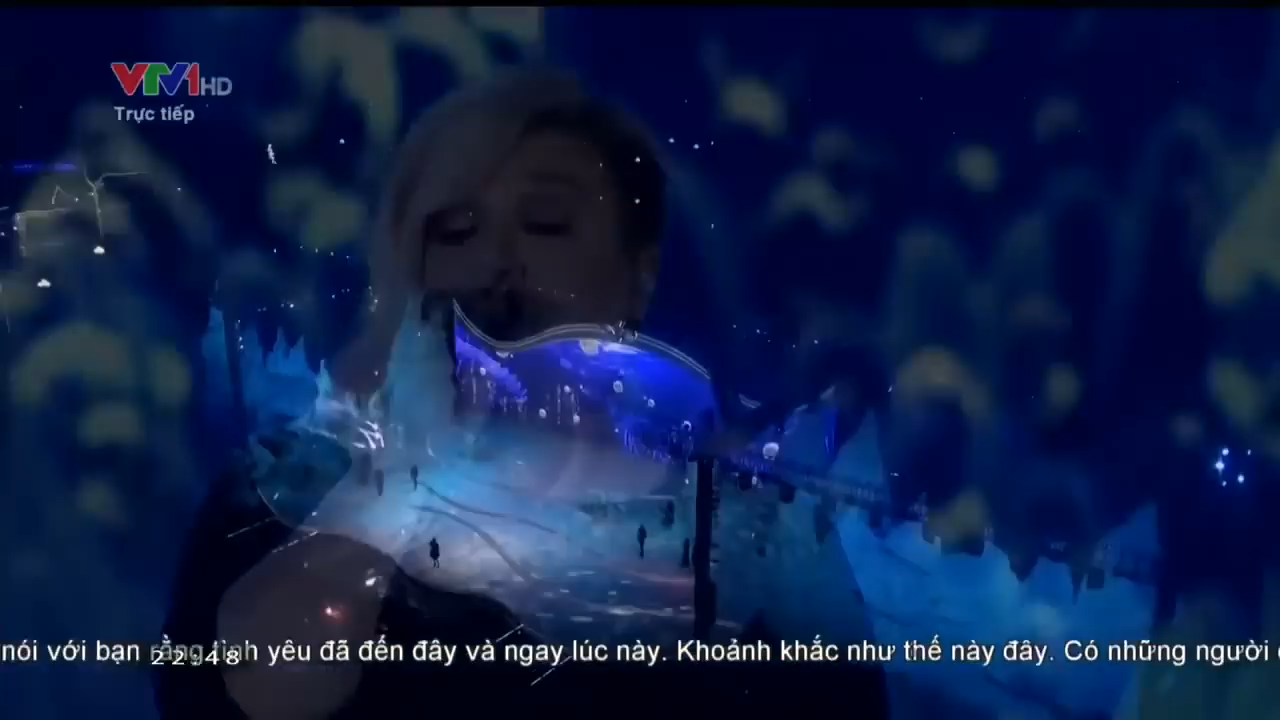 VTV1HD
Trực tiếp
nói với bạn rằng tình yêu đã đến đây và ngay lúc này. Khoảnh khắc như thế này đây. Có những người
22:48